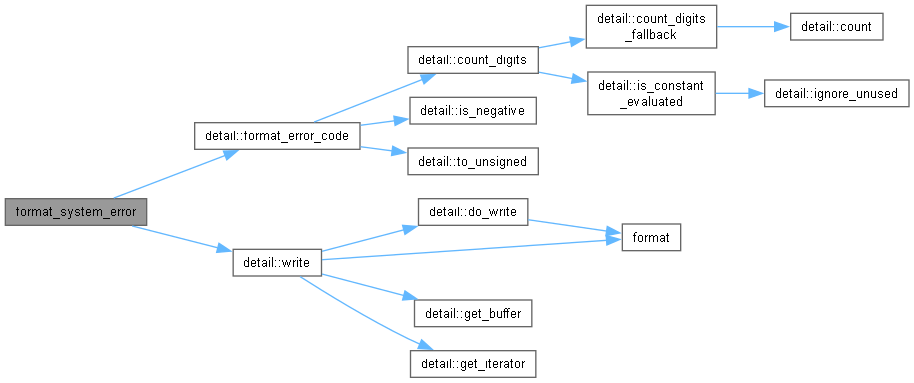 detail::count_digits
_fallback
detail::count
detail::count_digits
detail::is_constant
_evaluated
detail::ignore_unused
detail::is_negative
detail::format_error_code
detail::to_unsigned
format_system_error
detail::do_write
format
detail::write
detail::get_buffer
detail::get_iterator